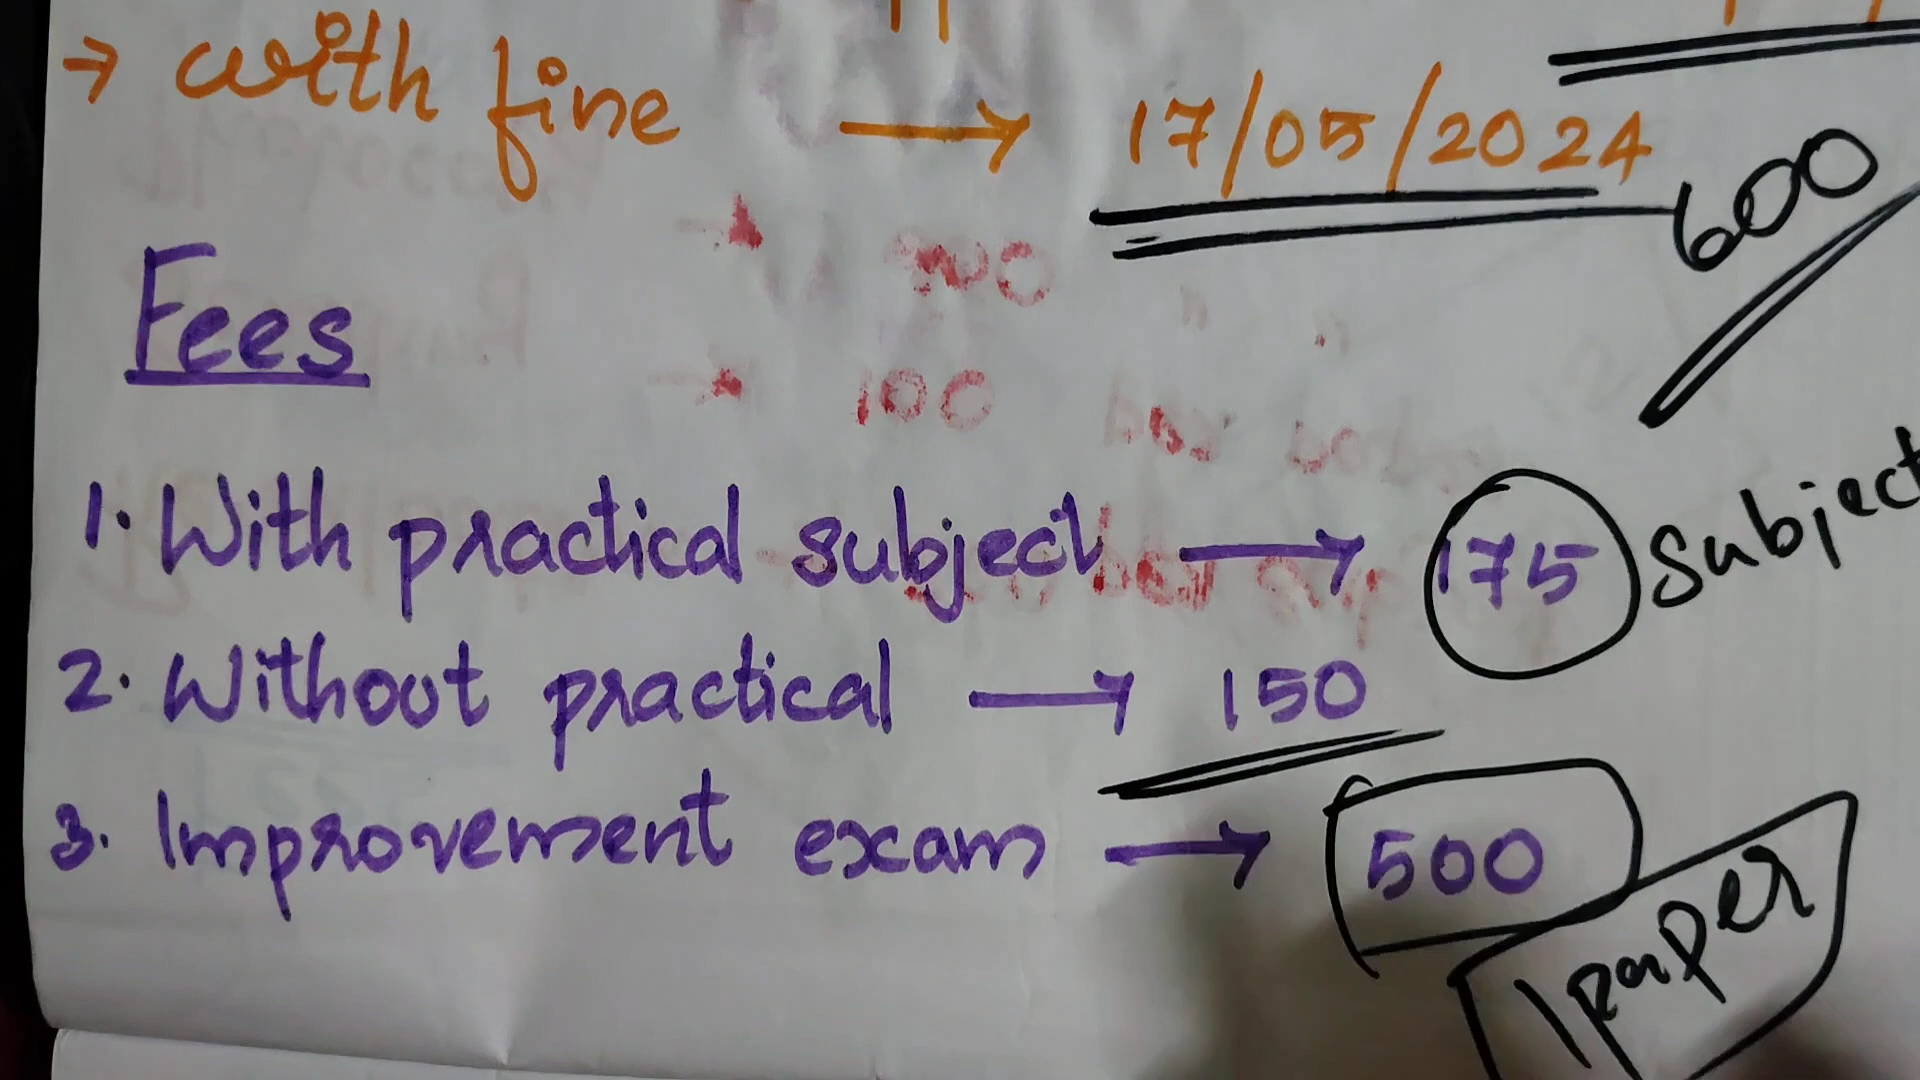 → with fine → 17/05/2024
600
Fees
1. With practical subject → 175 subject
2. Without practical → 150
3. Improvement exam → 500
1 paper